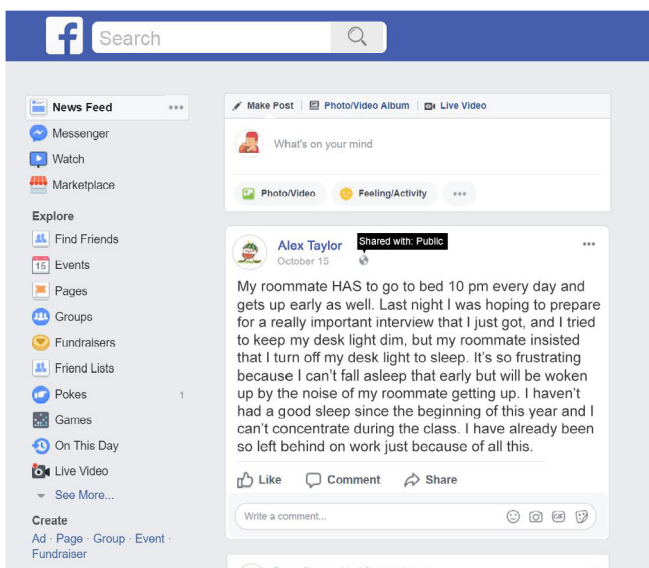 f
Search
News Feed
Messenger
Watch
Marketplace
Explore
Find Friends
15 Events
Pages
Groups
Fundraisers
Friend Lists
Pokes 1
Games
On This Day
Live Video
See More...
Create
Ad · Page · Group · Event ·
Fundraiser
Make Post Photo/Video Album Live Video
What's on your mind
Photo/Video Feeling/Activity
Alex Taylor
Shared with: Public
October 15
My roommate HAS to go to bed 10 pm every day and
gets up early as well. Last night I was hoping to prepare
for a really important interview that I just got, and I tried
to keep my desk light dim, but my roommate insisted
that I turn off my desk light to sleep. It's so frustrating
because I can't fall asleep that early but will be woken
up by the noise of my roommate getting up. I haven't
had a good sleep since the beginning of this year and I
can't concentrate during the class. I have already been
so left behind on work just because of all this.
Like Comment Share
Write a comment...
GIF